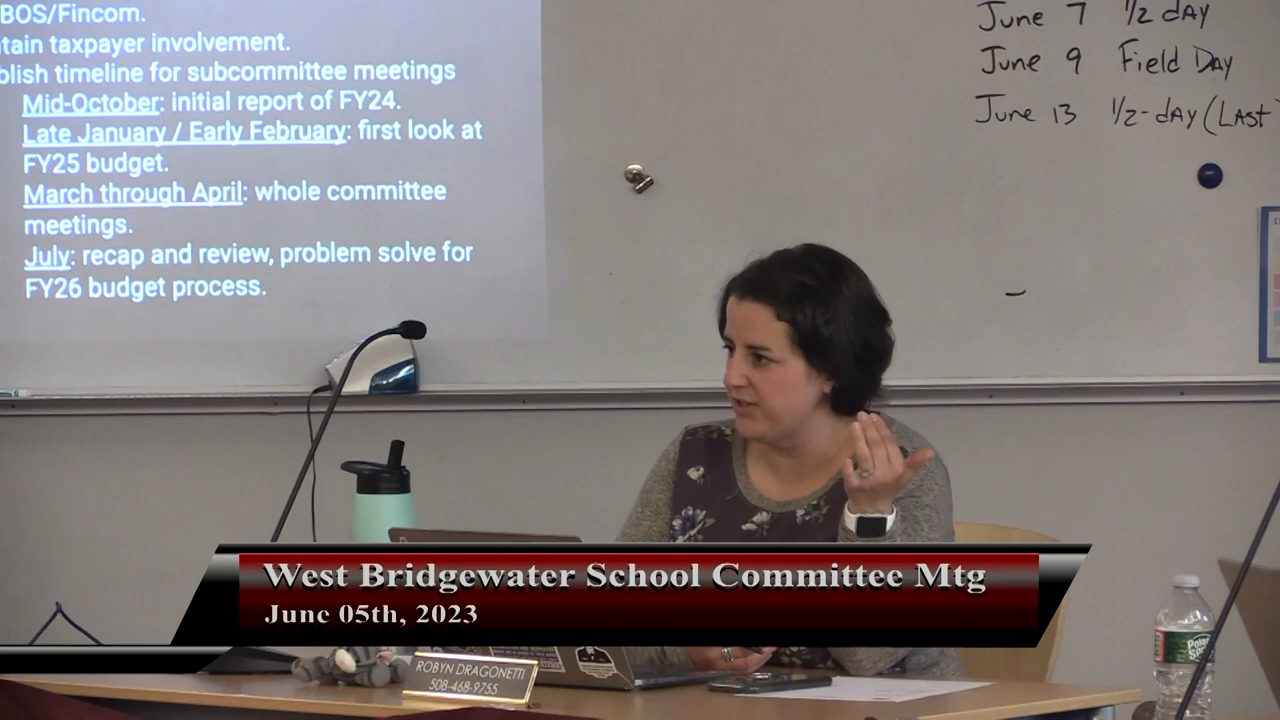 BOS/Fincom.
tain taxpayer involvement.
blish timeline for subcommittee meetings
Mid-October: initial report of FY24.
Late January / Early February: first look at
FY25 budget.
March through April: whole committee
meetings.
July: recap and review, problem solve for
FY26 budget process.
June 7 1/2 day
June 9 Field Day
June 13 1/2-day (Last
West Bridgewater School Committee Mtg
June 05th, 2023
ROBYN DRAGONETTI
508-468-9755